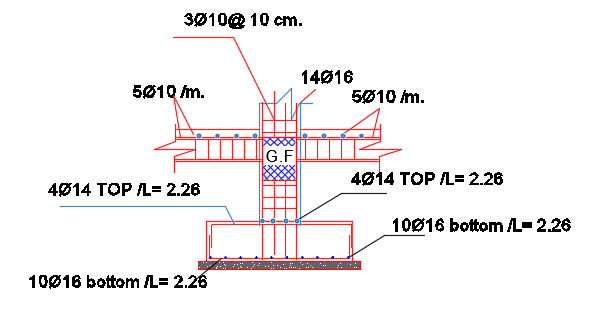 3Ø10@ 10 cm.
14Ø16
5Ø10 /m.
5Ø10 /m.
G.F
4Ø14 TOP /L= 2.26
4Ø14 TOP /L= 2.26
10Ø16 bottom /L= 2.26
10Ø16 bottom /L= 2.26